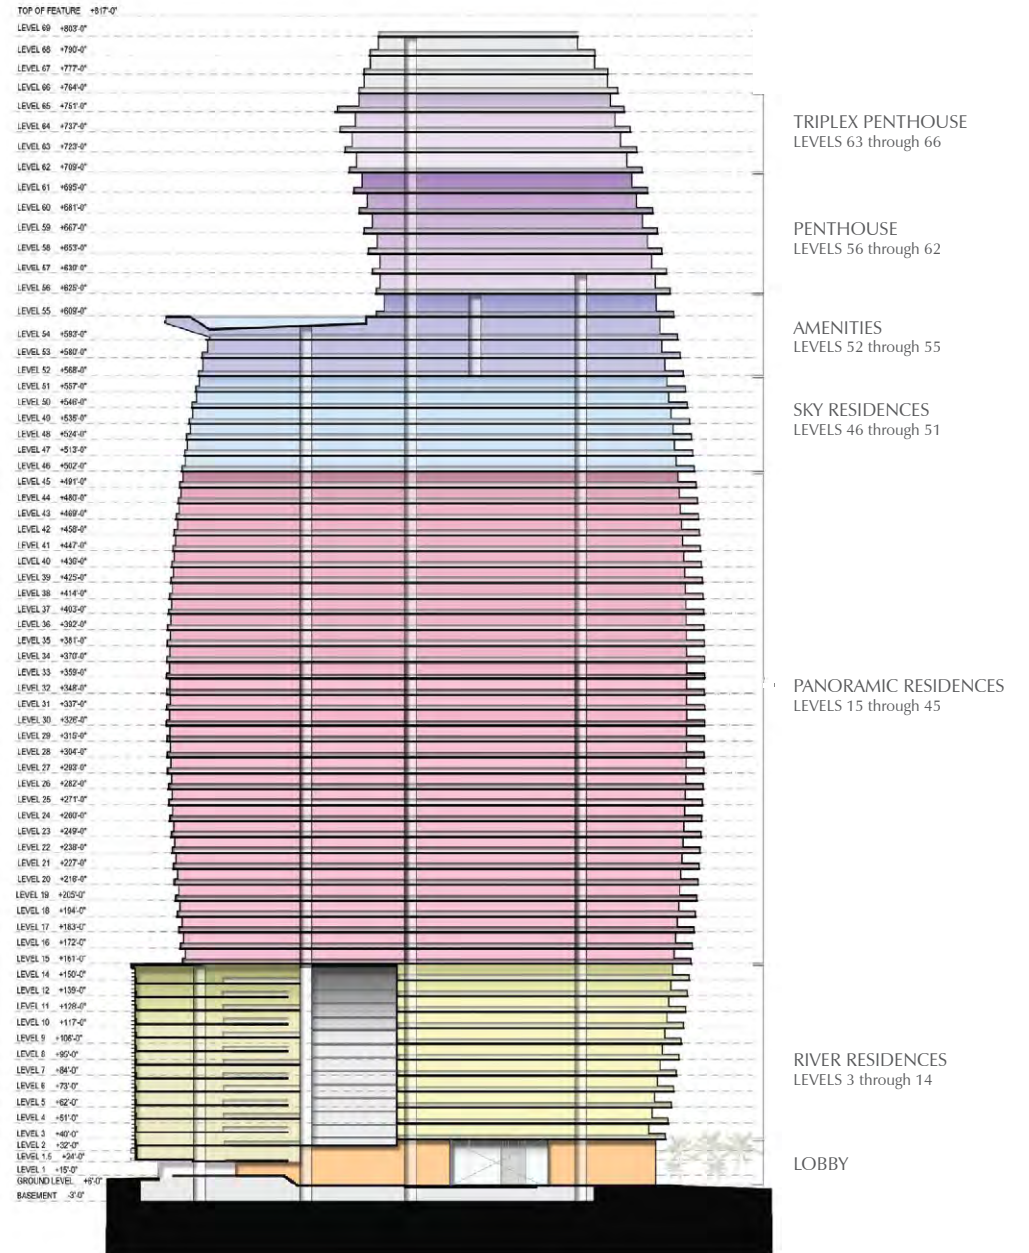 TOP OF FEATURE +817'-0"
LEVEL 69 +803'-0"
LEVEL 68 +790'-0"
LEVEL 67 +777'-0"
LEVEL 66 +764'-0"
LEVEL 65 +751'-0"
LEVEL 64 +737'-0"
LEVEL 63 +723'-0"
LEVEL 62 +709'-0"
LEVEL 61 +695'-0"
LEVEL 60 +681'-0"
LEVEL 59 +667'-0"
LEVEL 58 +653'-0"
LEVEL 57 +639'-0"
LEVEL 56 +625'-0"
LEVEL 55 +609'-0"
LEVEL 54 +593'-0"
LEVEL 53 +580'-0"
LEVEL 52 +568'-0"
LEVEL 51 +557'-0"
LEVEL 50 +546'-0"
LEVEL 49 +535'-0"
LEVEL 48 +524'-0"
LEVEL 47 +513'-0"
LEVEL 46 +502'-0"
LEVEL 45 +491'-0"
LEVEL 44 +480'-0"
LEVEL 43 +469'-0"
LEVEL 42 +458'-0"
LEVEL 41 +447'-0"
LEVEL 40 +436'-0"
LEVEL 39 +425'-0"
LEVEL 38 +414'-0"
LEVEL 37 +403'-0"
LEVEL 36 +392'-0"
LEVEL 35 +381'-0"
LEVEL 34 +370'-0"
LEVEL 33 +359'-0"
LEVEL 32 +348'-0"
LEVEL 31 +337'-0"
LEVEL 30 +326'-0"
LEVEL 29 +315'-0"
LEVEL 28 +304'-0"
LEVEL 27 +293'-0"
LEVEL 26 +282'-0"
LEVEL 25 +271'-0"
LEVEL 24 +260'-0"
LEVEL 23 +249'-0"
LEVEL 22 +238'-0"
LEVEL 21 +227'-0"
LEVEL 20 +216'-0"
LEVEL 19 +205'-0"
LEVEL 18 +194'-0"
LEVEL 17 +183'-0"
LEVEL 16 +172'-0"
LEVEL 15 +161'-0"
LEVEL 14 +150'-0"
LEVEL 12 +139'-0"
LEVEL 11 +128'-0"
LEVEL 10 +117'-0"
LEVEL 9 +106'-0"
LEVEL 8 +95'-0"
LEVEL 7 +84'-0"
LEVEL 6 +73'-0"
LEVEL 5 +62'-0"
LEVEL 4 +51'-0"
LEVEL 3 +40'-0"
LEVEL 2 +32'-0"
LEVEL 1.5 +24'-0"
LEVEL 1 +15'-0"
GROUND LEVEL +6'-0"
BASEMENT -3'-0"
TRIPLEX PENTHOUSE
LEVELS 63 through 66
PENTHOUSE
LEVELS 56 through 62
AMENITIES
LEVELS 52 through 55
SKY RESIDENCES
LEVELS 46 through 51
PANORAMIC RESIDENCES
LEVELS 15 through 45
RIVER RESIDENCES
LEVELS 3 through 14
LOBBY